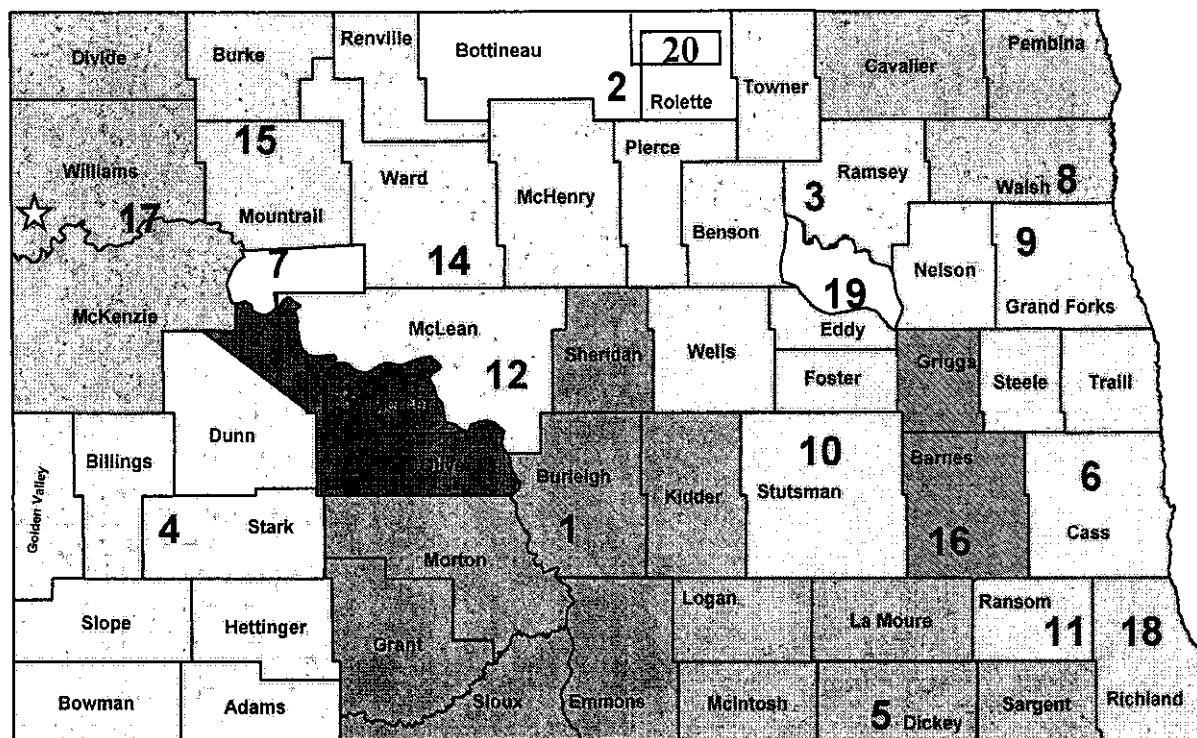 Divide
Burke
Renville
Bottineau
20
Rolette
2
Towner
Cavalier
Pembina
Williams
17
15
Mountrail
Ward
14
McHenry
Pierce
Benson
3
Ramsey
Walsh 8
9
Grand Forks
Nelson
7
McKenzie
McLean
12
Sheridan
Wells
19
Eddy
Foster
Griggs
Steele
Traill
Golden Valley
Billings
Dunn
4
Stark
Morton
Burleigh
1
Kidder
10
Stutsman
Barnes
16
6
Cass
Slope
Hettinger
Grant
Logan
La Moure
Ransom
11
18
Bowman
Adams
Sioux
Emmons
McIntosh
5 Dickey
Sargent
Richland